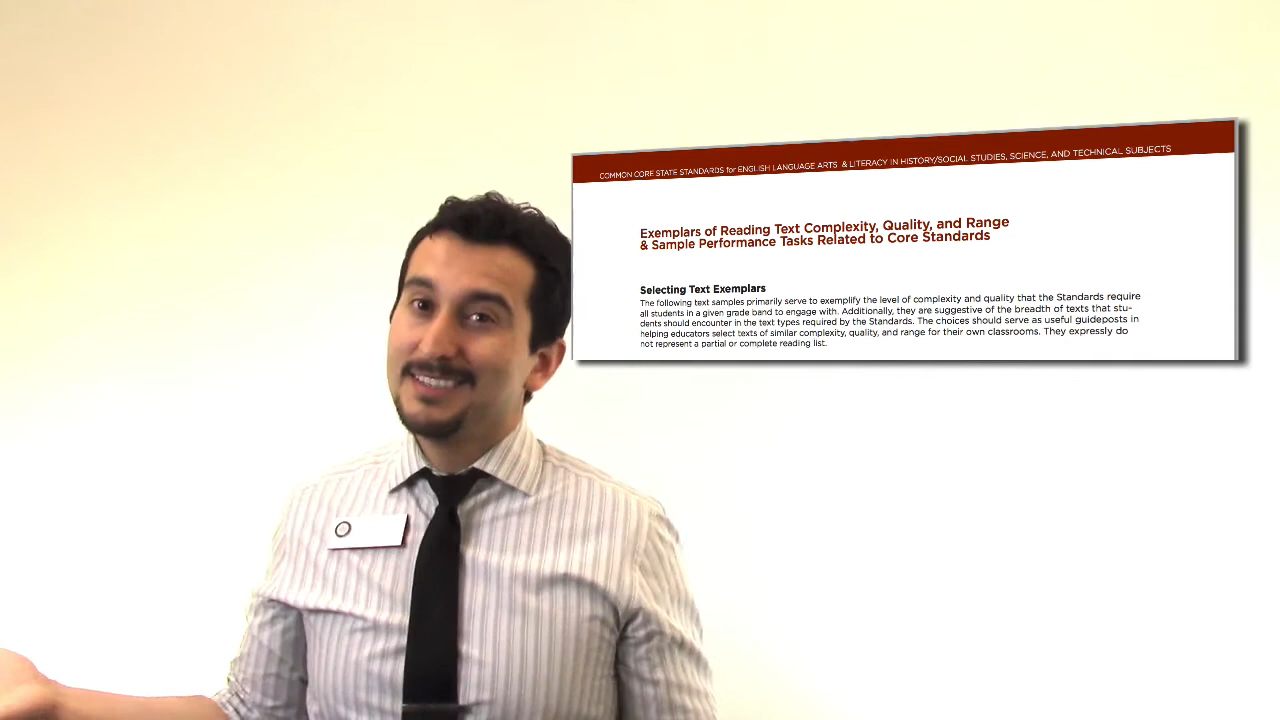 COMMON CORE STATE STANDARDS for ENGLISH LANGUAGE ARTS & LITERACY IN HISTORY/SOCIAL STUDIES, SCIENCE, AND TECHNICAL SUBJECTS
Exemplars of Reading Text Complexity, Quality, and Range
& Sample Performance Tasks Related to Core Standards
Selecting Text Exemplars
The following text samples primarily serve to exemplify the level of complexity and quality that the Standards require
all students in a given grade band to engage with. Additionally, they are suggestive of the breadth of texts that stu-
dents should encounter in the text types required by the Standards. The choices should serve as useful guideposts in
helping educators select texts of similar complexity, quality, and range for their own classrooms. They expressly do
not represent a partial or complete reading list.